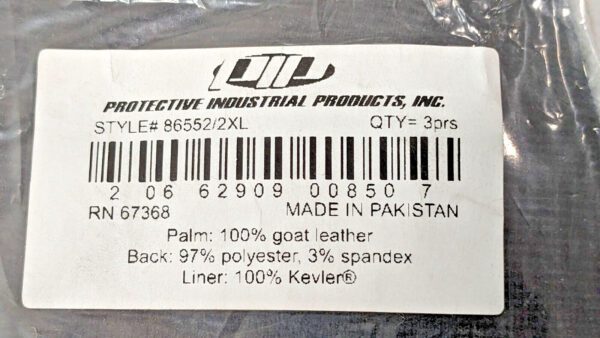 PIP
PROTECTIVE INDUSTRIAL PRODUCTS, INC.
STYLE# 86552/2XL QTY= 3prs
2 06 62909 00850 7
RN 67368 MADE IN PAKISTAN
Palm: 100% goat leather
Back: 97% polyester, 3% spandex
Liner: 100% Kevler®